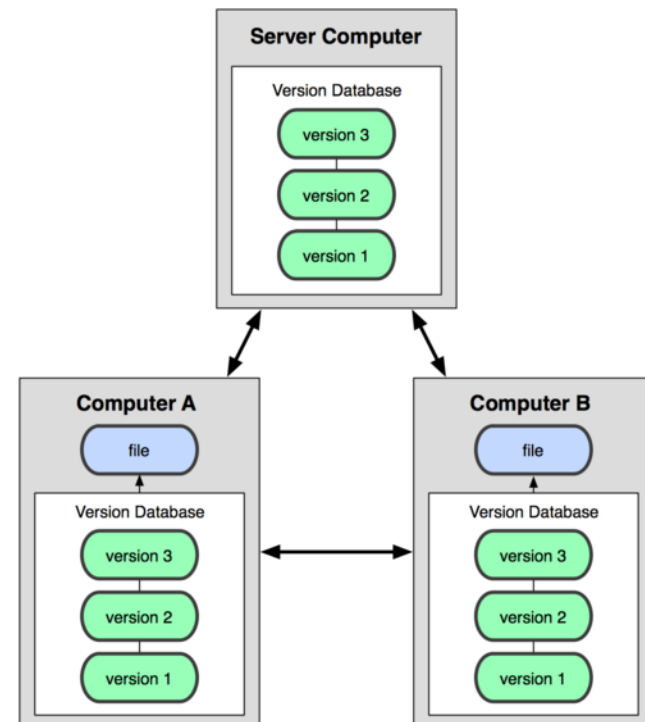 Server Computer
Version Database
version 3
version 2
version 1
Computer A
file
Version Database
version 3
version 2
version 1
Computer B
file
Version Database
version 3
version 2
version 1